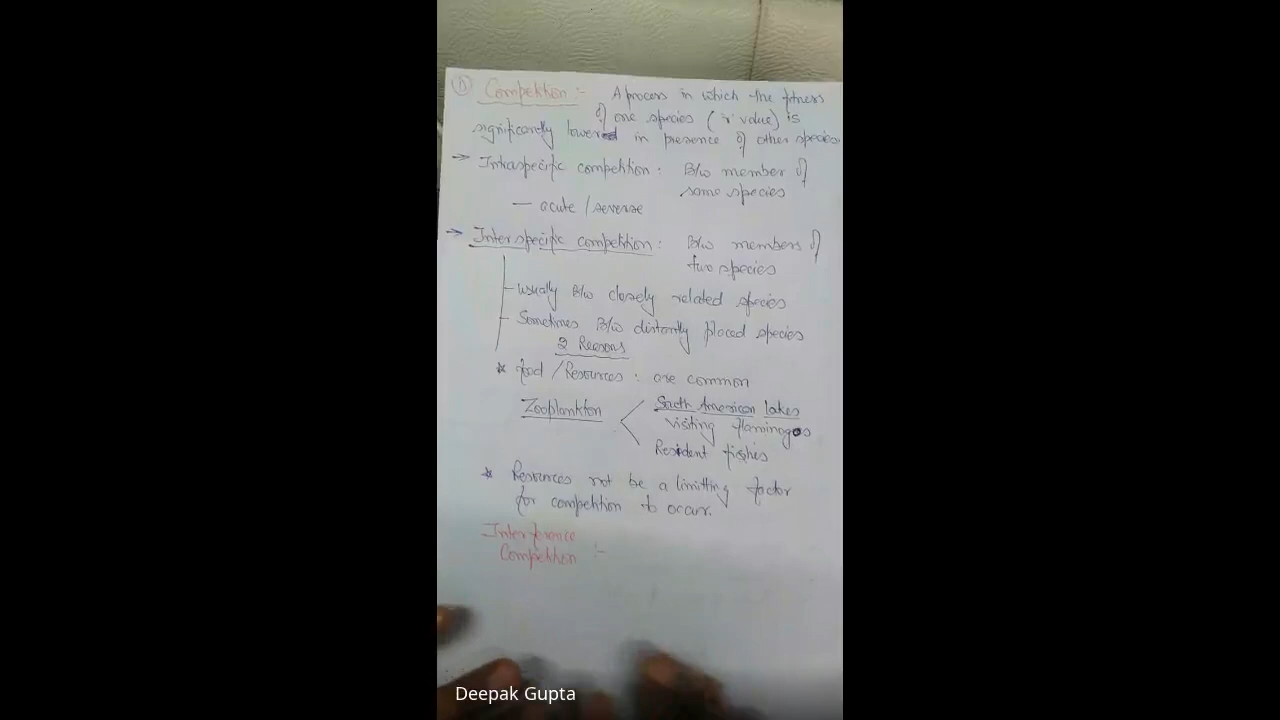 ① Competition :- A process in which the fitness
of one species ('r' value) is
significantly lowered in presence of other species.
→ Intraspecific competition : B/w member of
same species
— acute / severse
→ Interspecific competition : B/w members of
two species
- usually B/w closely related species
- Sometimes B/w distantly placed species
2 Reasons
* food / Resources : are common
Zooplankton < South American lakes
visiting flamingos
Resident fishes
* Resources not be a limitting factor
for competition to occur.
Interference
Competition :-
Deepak Gupta